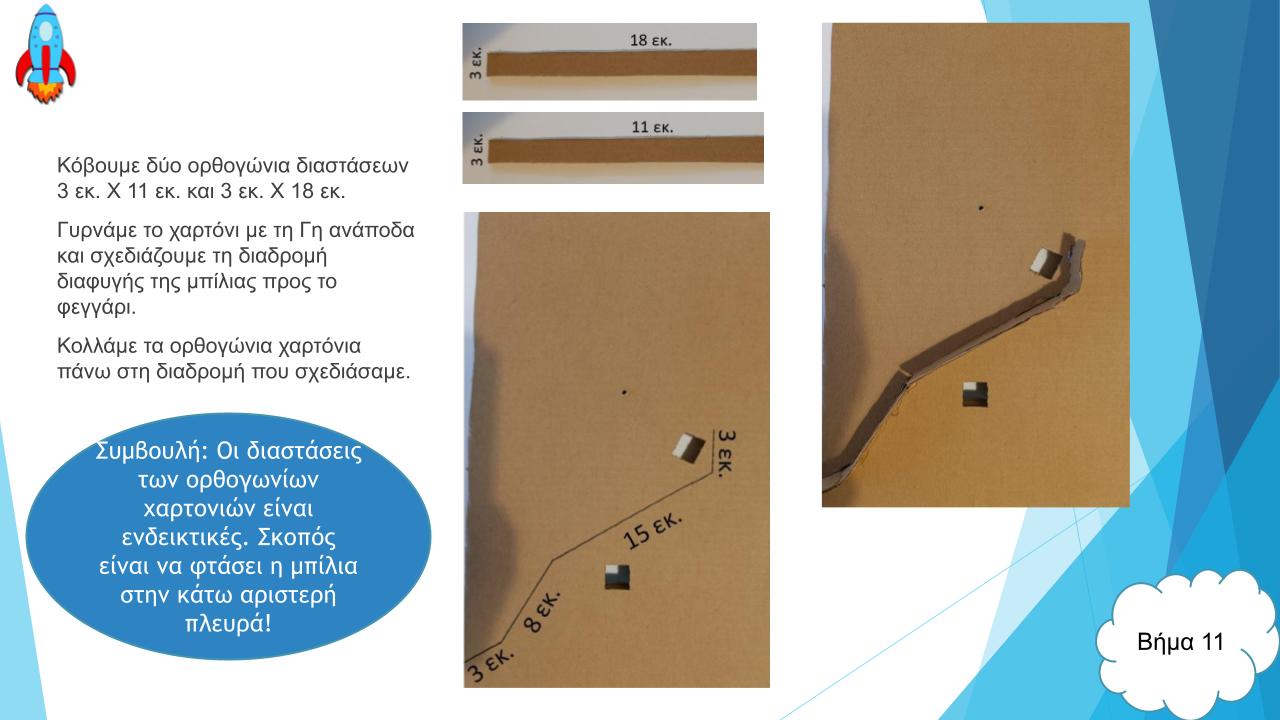 18 εκ.
3 εκ.
11 εκ.
3 εκ.
Κόβουμε δύο ορθογώνια διαστάσεων
3 εκ. Χ 11 εκ. και 3 εκ. Χ 18 εκ.
Γυρνάμε το χαρτόνι με τη Γη ανάποδα
και σχεδιάζουμε τη διαδρομή
διαφυγής της μπίλιας προς το
φεγγάρι.
Κολλάμε τα ορθογώνια χαρτόνια
πάνω στη διαδρομή που σχεδιάσαμε.
Συμβουλή: Οι διαστάσεις
των ορθογωνίων
χαρτονιών είναι
ενδεικτικές. Σκοπός
είναι να φτάσει η μπίλια
στην κάτω αριστερή
πλευρά!
3 εκ.
15 εκ.
8 εκ.
3 εκ.
Βήμα 11